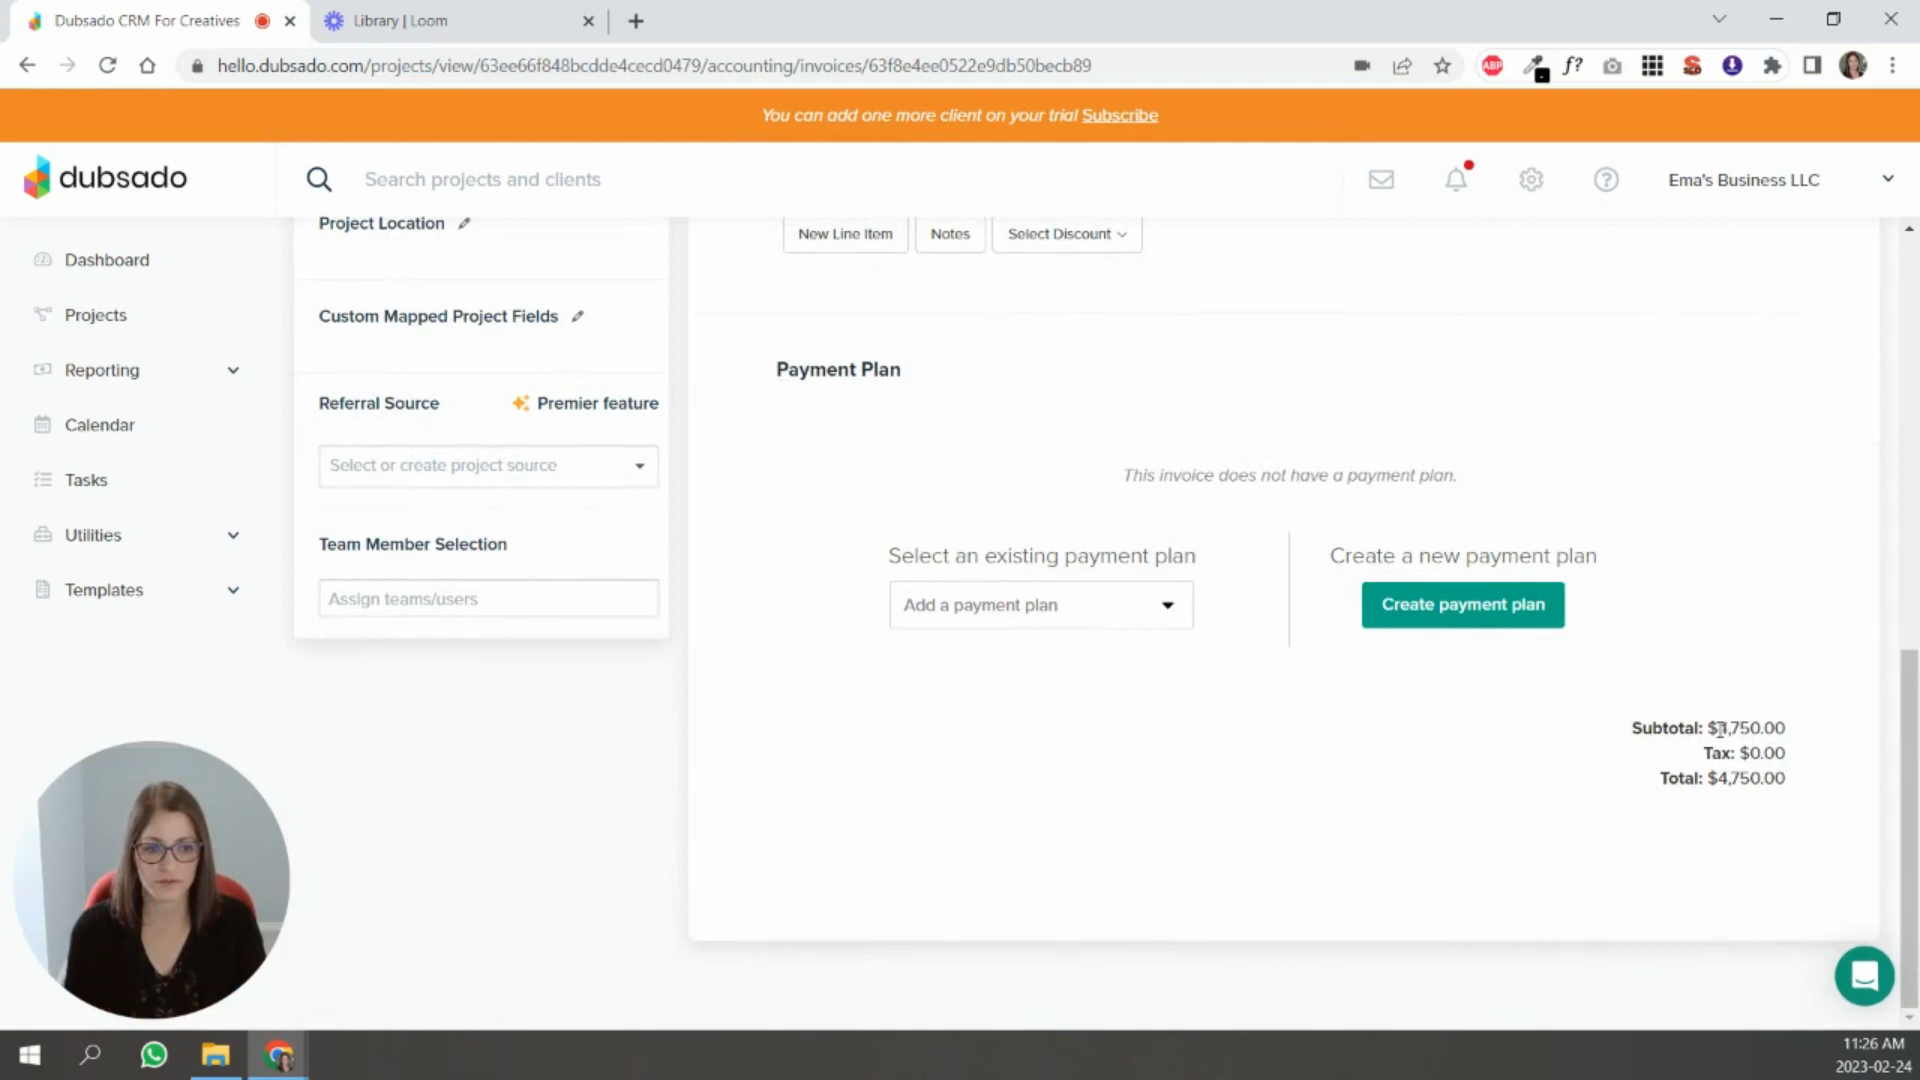 Dubsado CRM For Creatives
Library | Loom
hello.dubsado.com/projects/view/63ee66f848bcdde4cecd0479/accounting/invoices/63f8e4ee0522e9db50becb89
ABP
f?
You can add one more client on your trial Subscribe
dubsado
Search projects and clients
Ema's Business LLC
Dashboard
Projects
Reporting
Calendar
Tasks
Utilities
Templates
Project Location
Custom Mapped Project Fields
Referral Source
Premier feature
Select or create project source
Team Member Selection
Assign teams/users
New Line Item
Notes
Select Discount
Payment Plan
This invoice does not have a payment plan.
Select an existing payment plan
Add a payment plan
Create a new payment plan
Create payment plan
Subtotal: $4,750.00
Tax: $0.00
Total: $4,750.00
11:26 AM
2023-02-24